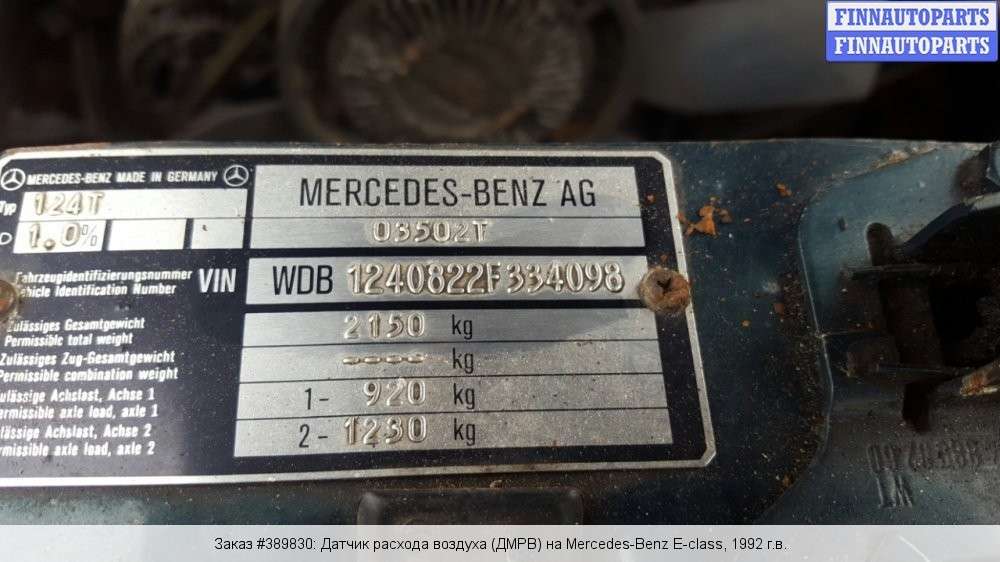 FINNAUTOPARTS
FINNAUTOPARTS
MERCEDES-BENZ MADE IN GERMANY
Typ 124T
D 1.0%
MERCEDES-BENZ AG
03502T
Fahrzeugidentifizierungsnummer
Vehicle Identification Number
VIN WDB 1240822F334098
Zulässiges Gesamtgewicht
Permissible total weight
2150 kg
Zulässiges Zug-Gesamtgewicht
Permissible combination weight
---- kg
Zulässige Achslast, Achse 1
Permissible axle load, axle 1
1- 920 kg
Zulässige Achslast, Achse 2
Permissible axle load, axle 2
2- 1230 kg
Заказ #389830: Датчик расхода воздуха (ДМРВ) на Mercedes-Benz E-class, 1992 г.в.